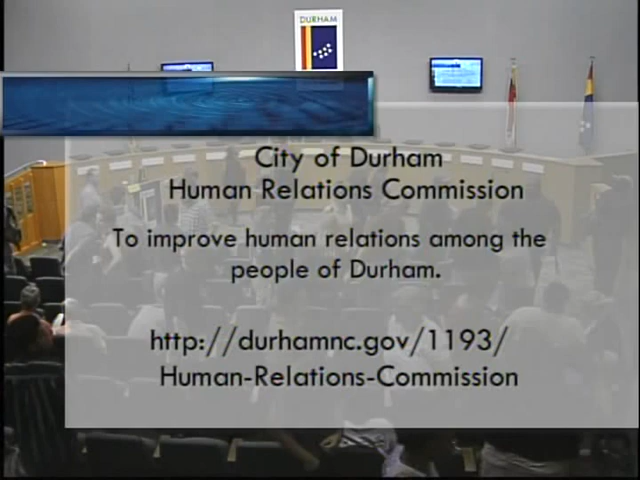 DURHAM
City of Durham
Human Relations Commission
To improve human relations among the
people of Durham.
http://durhamnc.gov/1193/
Human-Relations-Commission